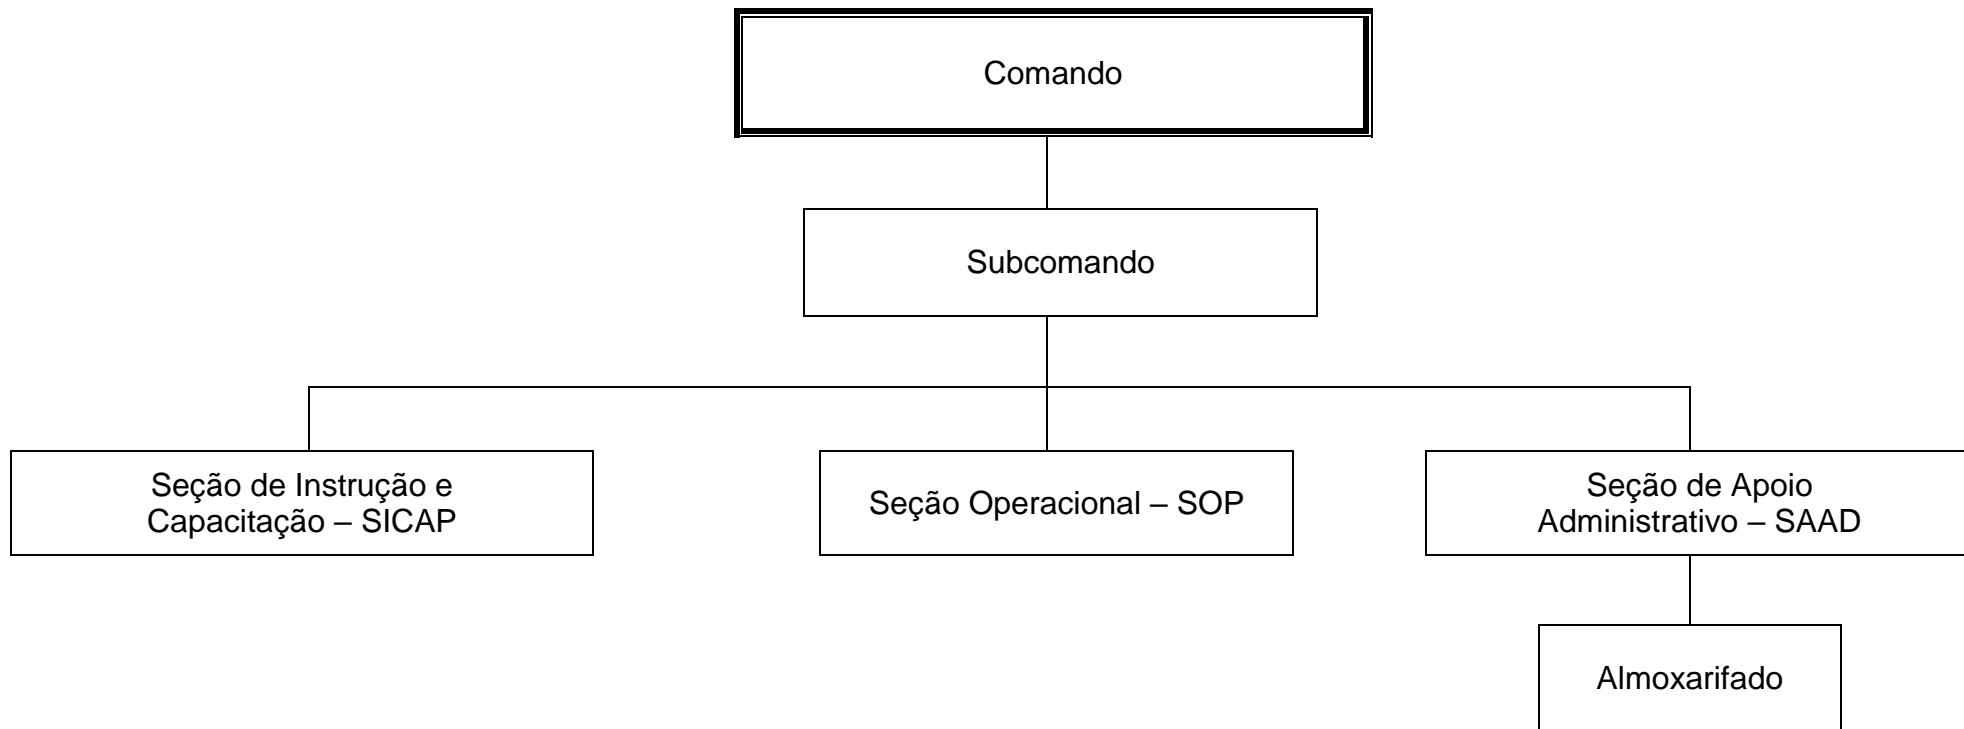 Comando
Subcomando
Seção de Instrução e
Capacitação – SICAP
Seção Operacional – SOP
Seção de Apoio
Administrativo – SAAD
Almoxarifado